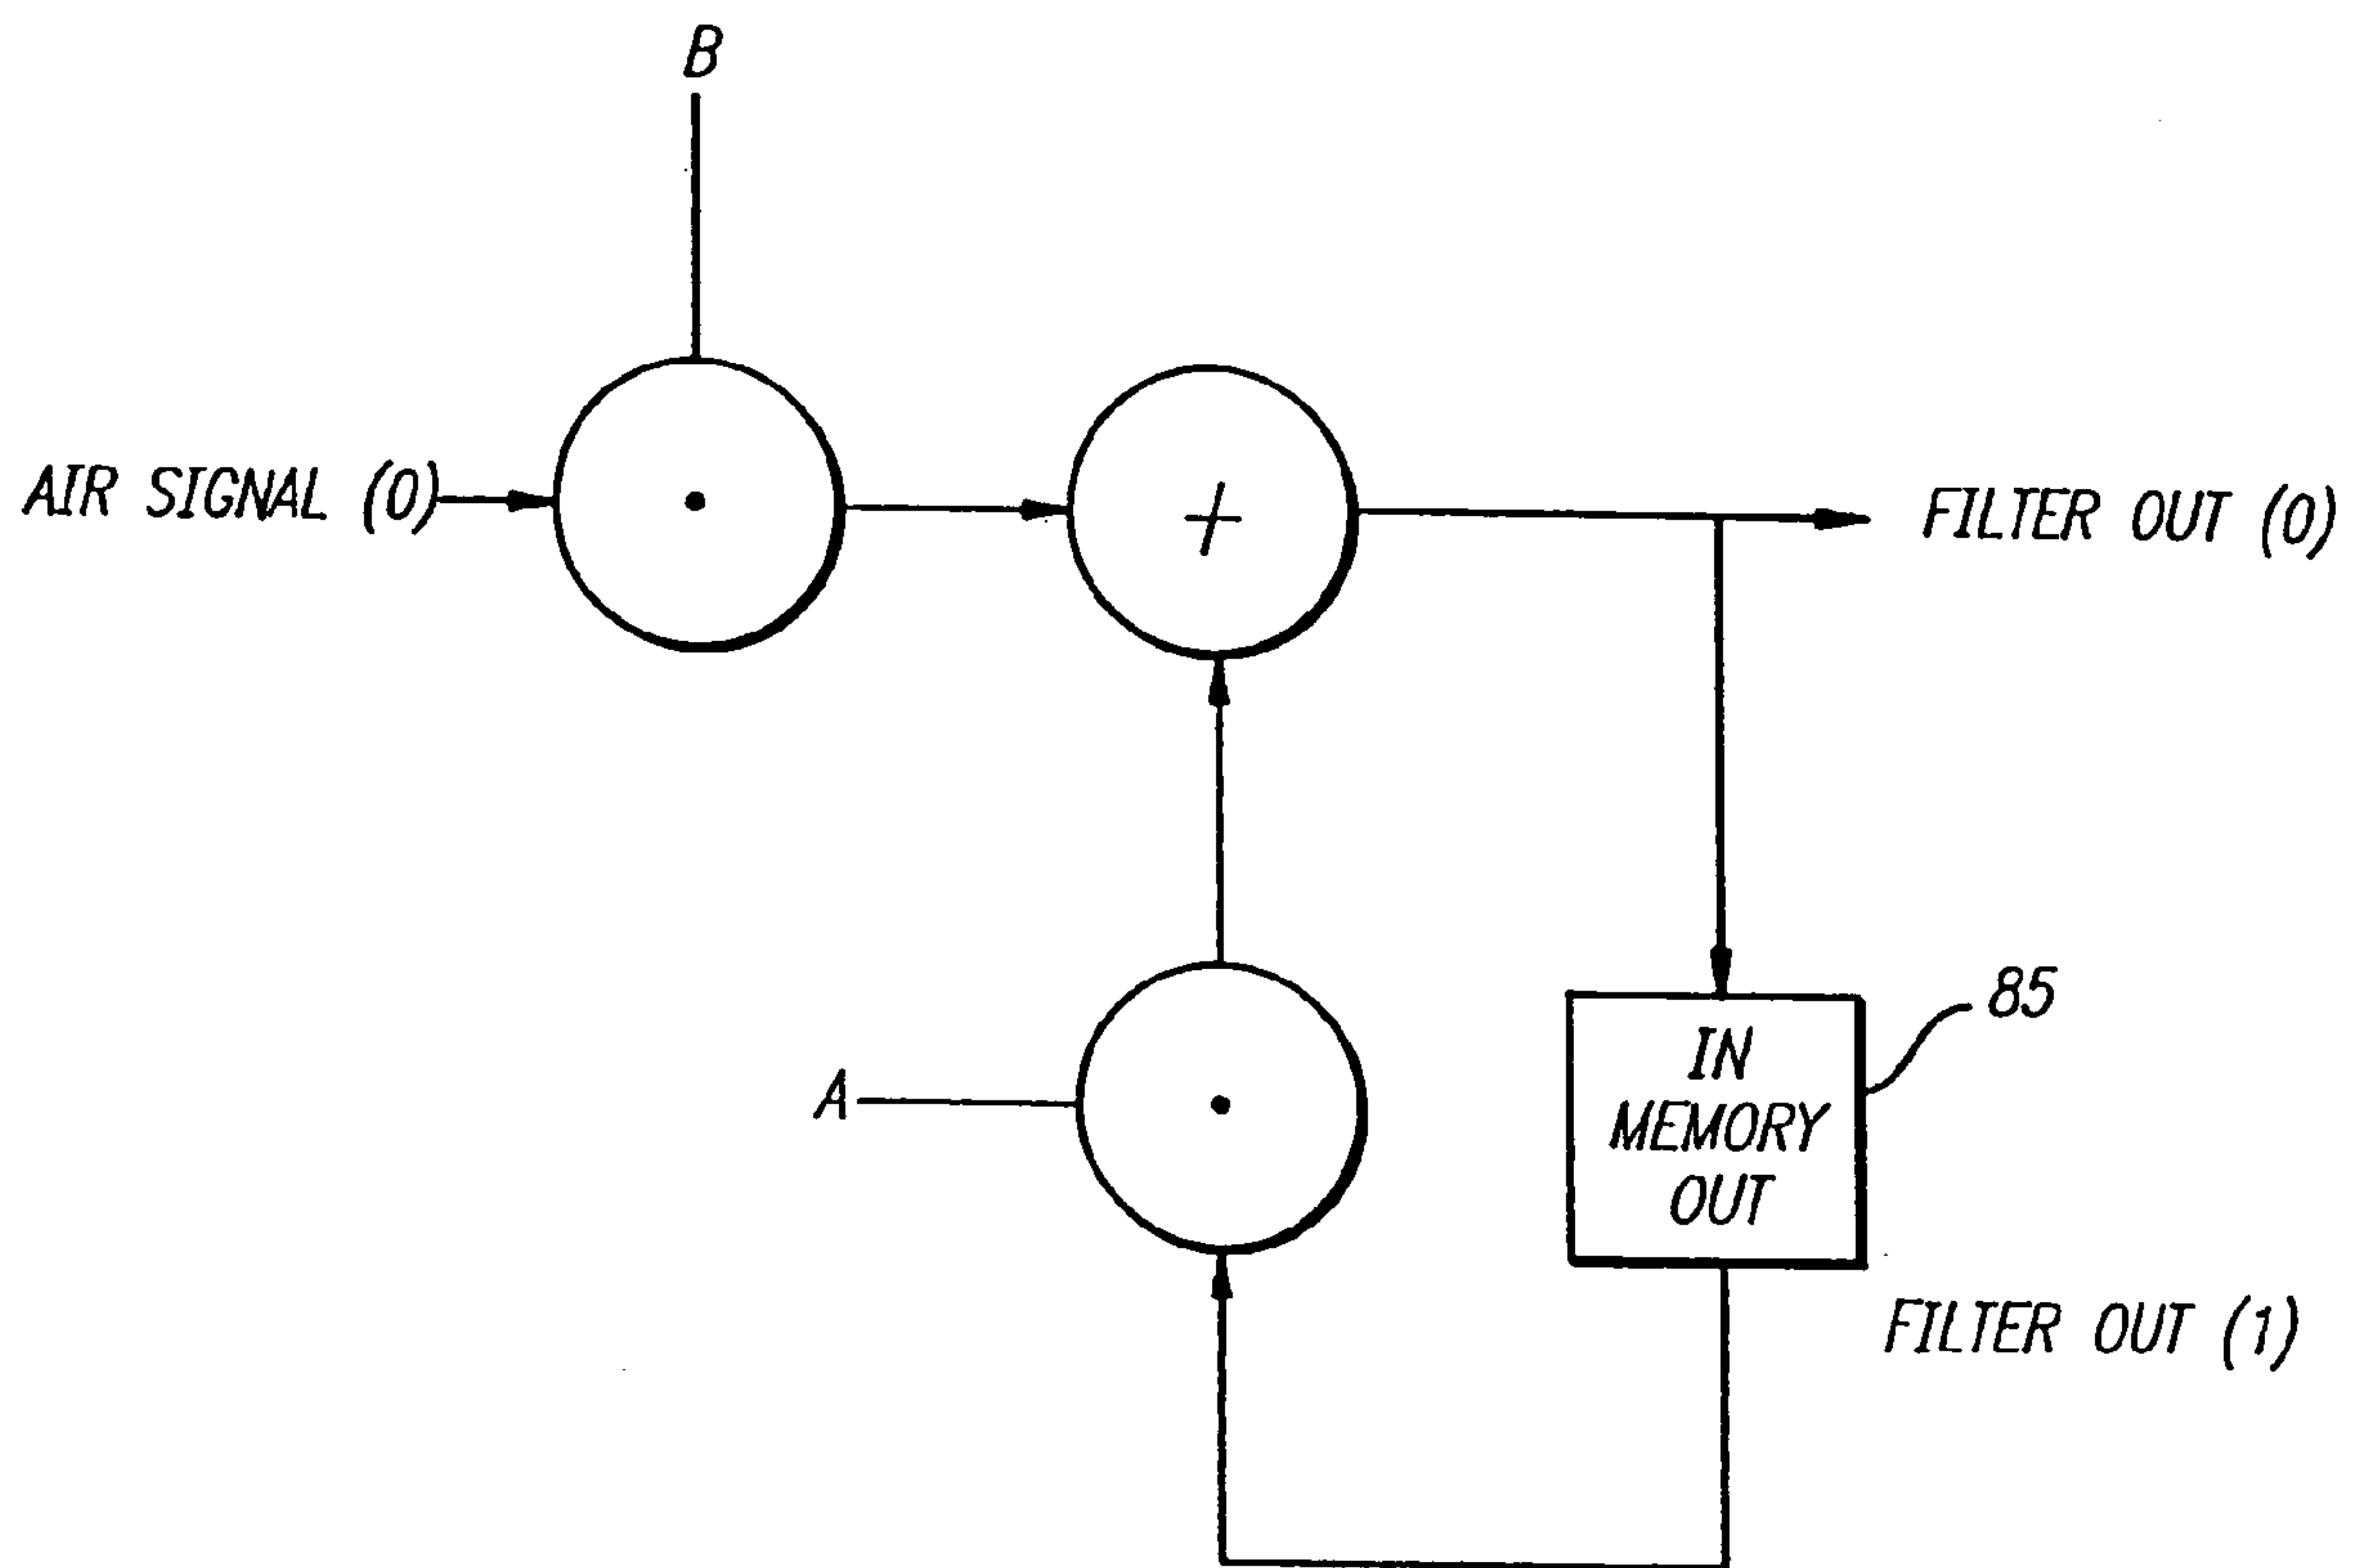 B
AIR SIGNAL (0)
+
FILTER OUT (0)
A
85
IN
MEMORY
OUT
FILTER OUT (1)